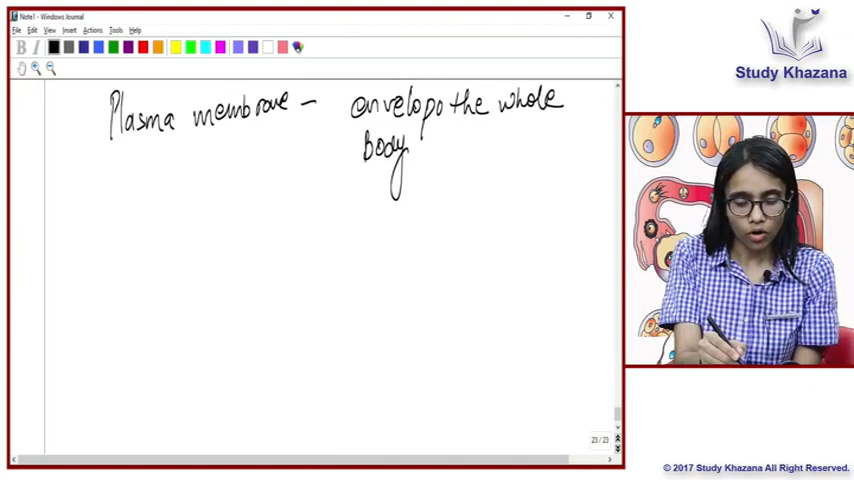 Note1 - Windows Journal
File Edit View Insert Actions Tools Help
B I
Plasma membrane - envelope the whole
Body
23 / 23
Study Khazana
© 2017 Study Khazana All Right Reserved.